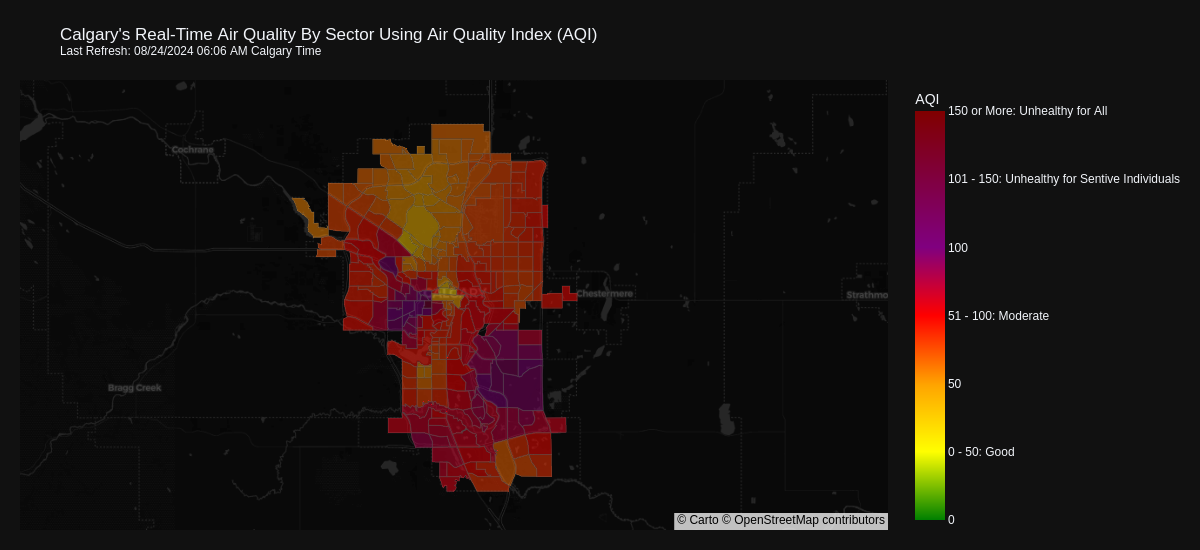 Calgary's Real-Time Air Quality By Sector Using Air Quality Index (AQI)
Last Refresh: 08/24/2024 06:06 AM Calgary Time
AQI
150 or More: Unhealthy for All
Cochrane
101 - 150: Unhealthy for Sentive Individuals
100
CALGARY
Chestermere
Strathmo
51 - 100: Moderate
Bragg Creek
50
0 - 50: Good
0
© Carto © OpenStreetMap contributors